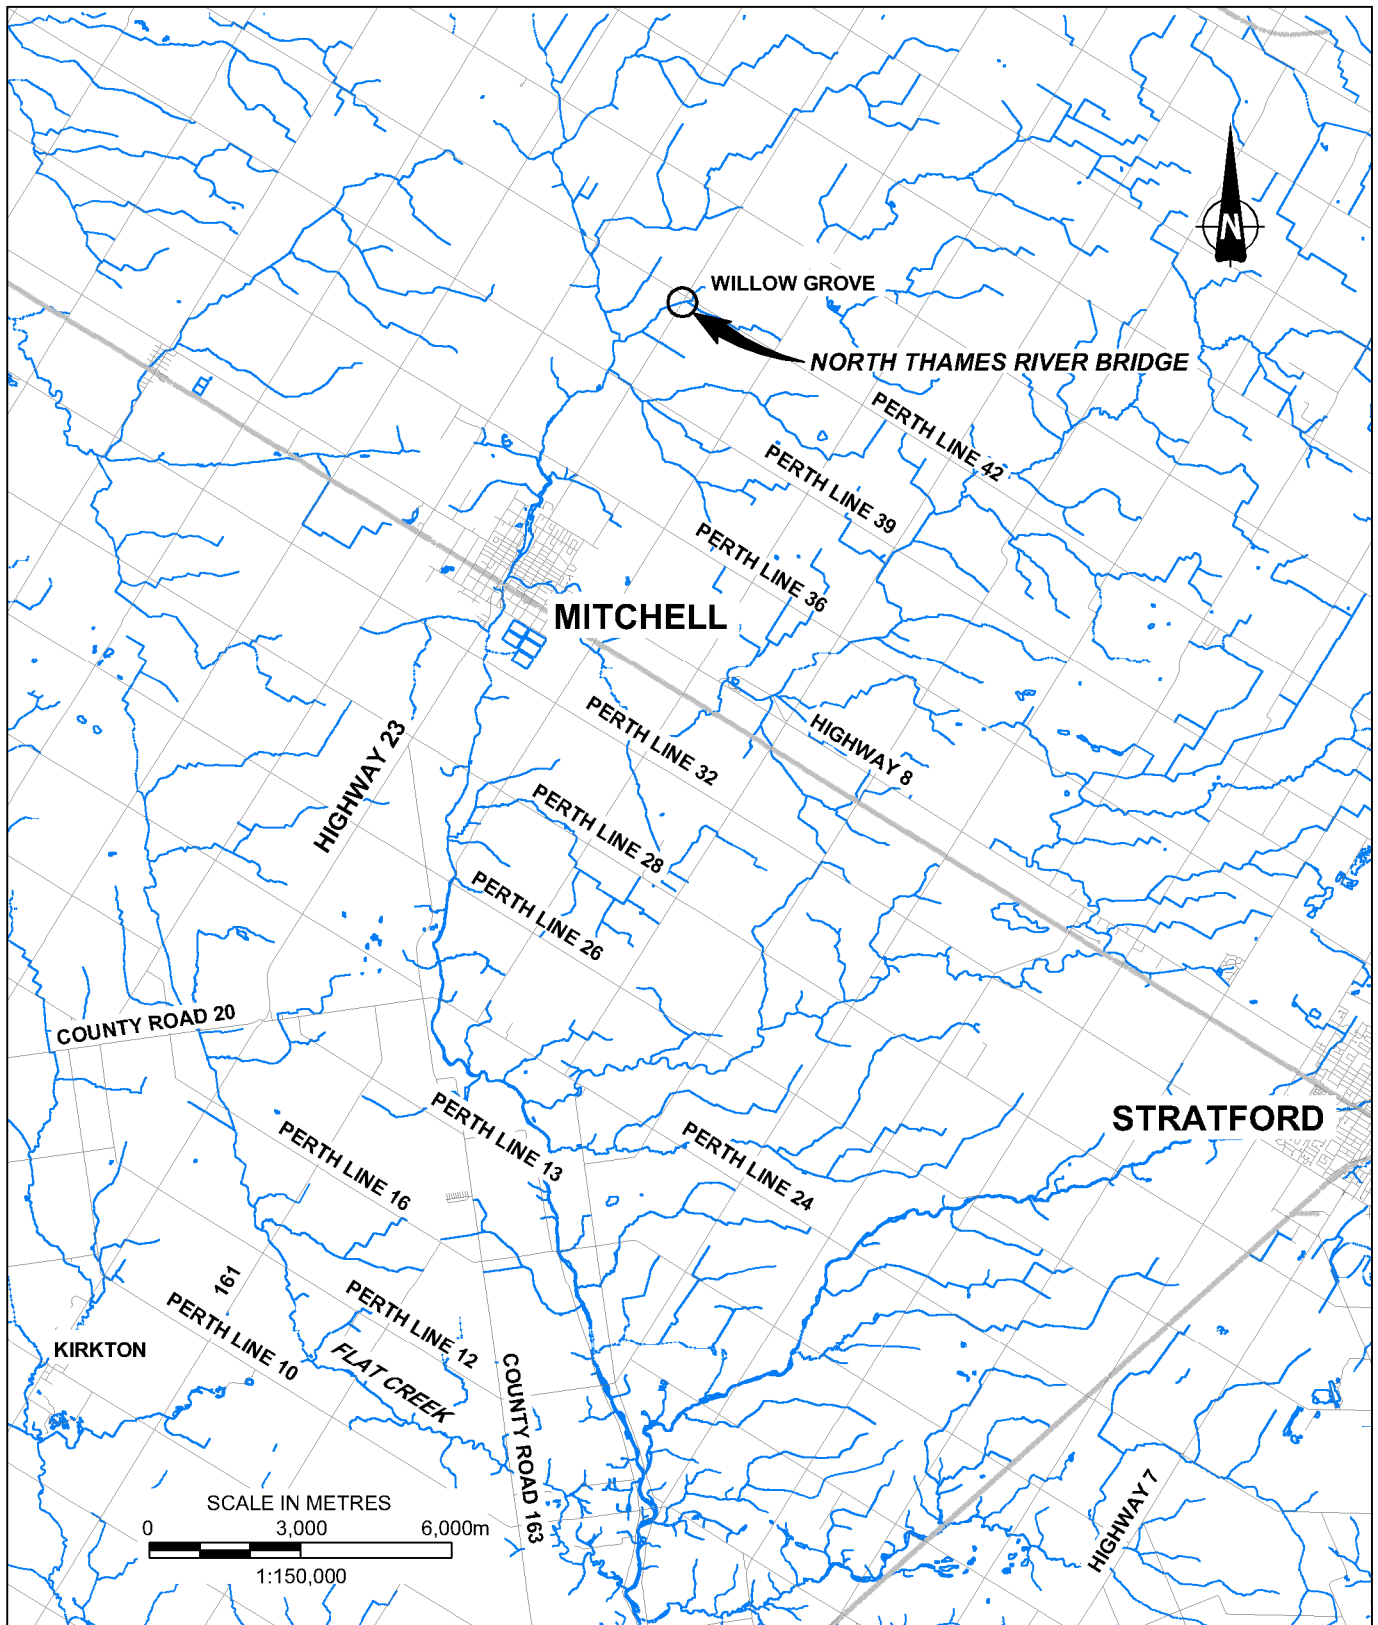 N
WILLOW GROVE
NORTH THAMES RIVER BRIDGE
PERTH LINE 42
PERTH LINE 39
PERTH LINE 36
MITCHELL
PERTH LINE 32
HIGHWAY 8
HIGHWAY 23
PERTH LINE 28
PERTH LINE 26
COUNTY ROAD 20
STRATFORD
PERTH LINE 13
PERTH LINE 24
PERTH LINE 16
161
PERTH LINE 12
PERTH LINE 10
KIRKTON
FLAT CREEK
COUNTY ROAD 163
HIGHWAY 7
SCALE IN METRES
0 3,000 6,000m
1:150,000